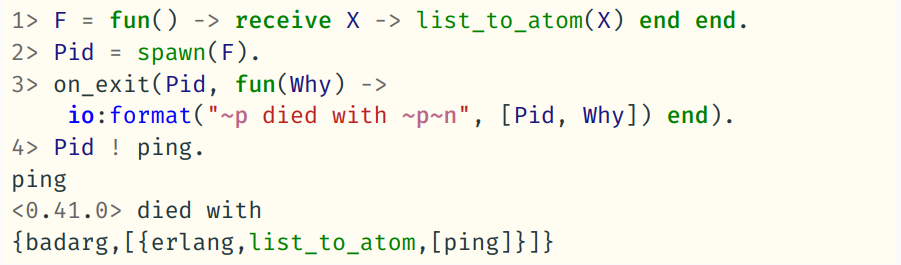 1> F = fun() -> receive X -> list_to_atom(X) end end.
2> Pid = spawn(F).
3> on_exit(Pid, fun(Why) ->
    io:format("~p died with ~p~n", [Pid, Why]) end).
4> Pid ! ping.
ping
<0.41.0> died with
{badarg,[{erlang,list_to_atom,[ping]}]}